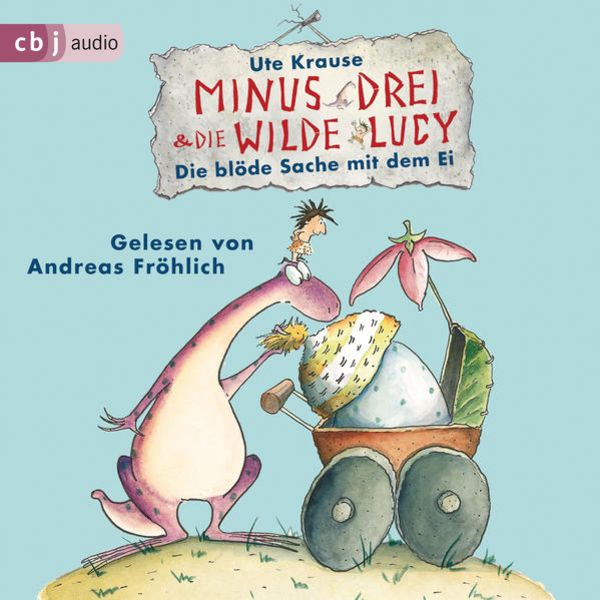 cbj audio
Ute Krause
MINUS DREI
& DIE WILDE LUCY
Die blöde Sache mit dem Ei
Gelesen von
Andreas Fröhlich